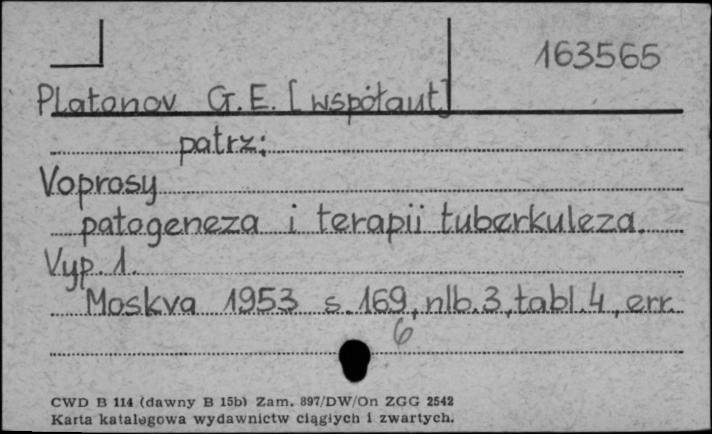 163565
Platonov G.E. [współaut]
patrz:
Voprosy
patogeneza i terapii tuberkuleza.
Vyp. 1.
Moskva 1953 s. 169, nlb. 3, tabl. 4, err.
6
CWD B 114 (dawny B 15b) Zam. 897/DW/On ZGG 2542
Karta katalogowa wydawnictw ciągłych i zwartych.